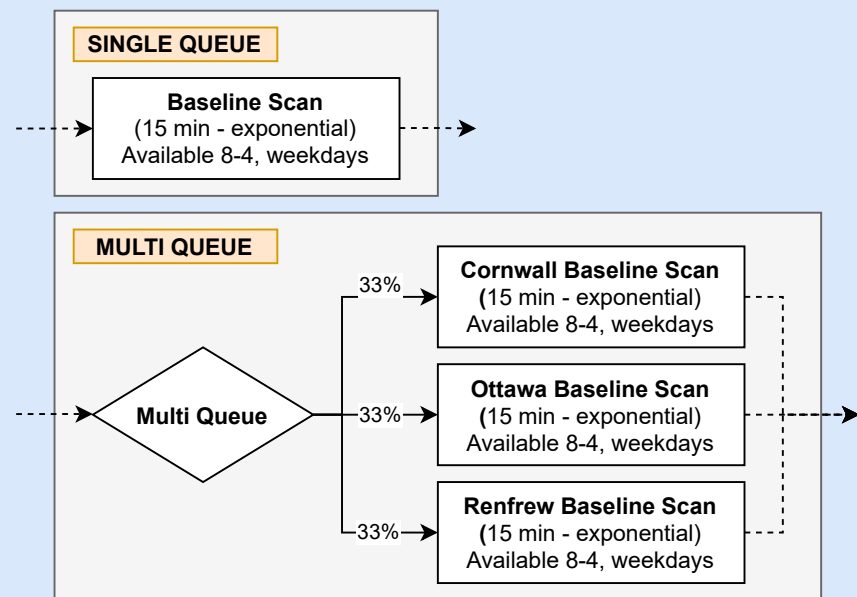 SINGLE QUEUE
Baseline Scan
(15 min - exponential)
Available 8-4, weekdays
MULTI QUEUE
Multi Queue
33%
Cornwall Baseline Scan
(15 min - exponential)
Available 8-4, weekdays
33%
Ottawa Baseline Scan
(15 min - exponential)
Available 8-4, weekdays
33%
Renfrew Baseline Scan
(15 min - exponential)
Available 8-4, weekdays